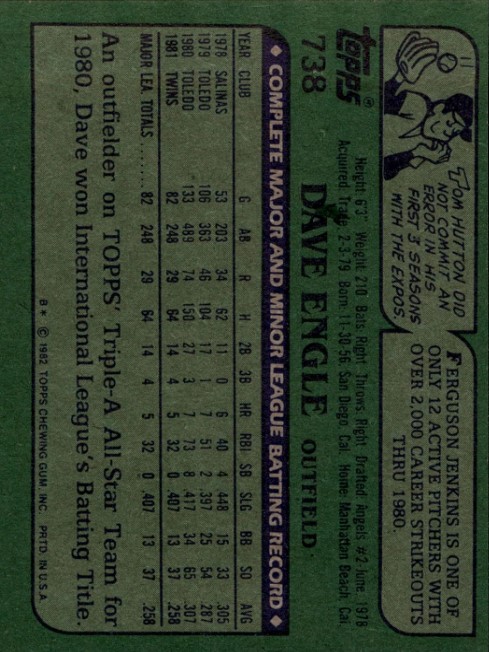 TOM HUTTON DID
NOT COMMIT AN
ERROR IN HIS
FIRST 3 SEASONS
WITH THE EXPOS.
FERGUSON JENKINS IS ONE OF
ONLY 12 ACTIVE PITCHERS WITH
OVER 2,000 CAREER STRIKEOUTS
THRU 1980.
TOPPS®
738 DAVE ENGLE OUTFIELD
Height: 6'3" Weight: 210 Bats: Right Throws: Right Drafted: Angels #2-June, 1978
Acquired: Trade, 2-3-79 Born: 11-30-56, San Diego, Cal. Home: Manhattan Beach, Cal.
◆ COMPLETE MAJOR AND MINOR LEAGUE BATTING RECORD ◆
YEAR CLUB G AB R H 2B 3B HR RBI SB SLG BB SO AVG
1978 SALINAS 53 203 34 62 11 0 6 40 4 .448 15 33 .305
1979 TOLEDO 106 363 46 104 17 1 7 51 2 .397 25 54 .287
1980 TOLEDO 133 489 74 150 27 3 7 73 8 .417 34 65 .307
1981 TWINS 82 248 29 64 14 4 5 32 0 .407 13 37 .258
MAJOR LEA. TOTALS ...... 82 248 29 64 14 4 5 32 0 .407 13 37 .258
An outfielder on TOPPS' Triple-A All-Star Team for
1980, Dave won International League's Batting Title.
B* © 1982 TOPPS CHEWING GUM, INC. PRTD. IN U.S.A.